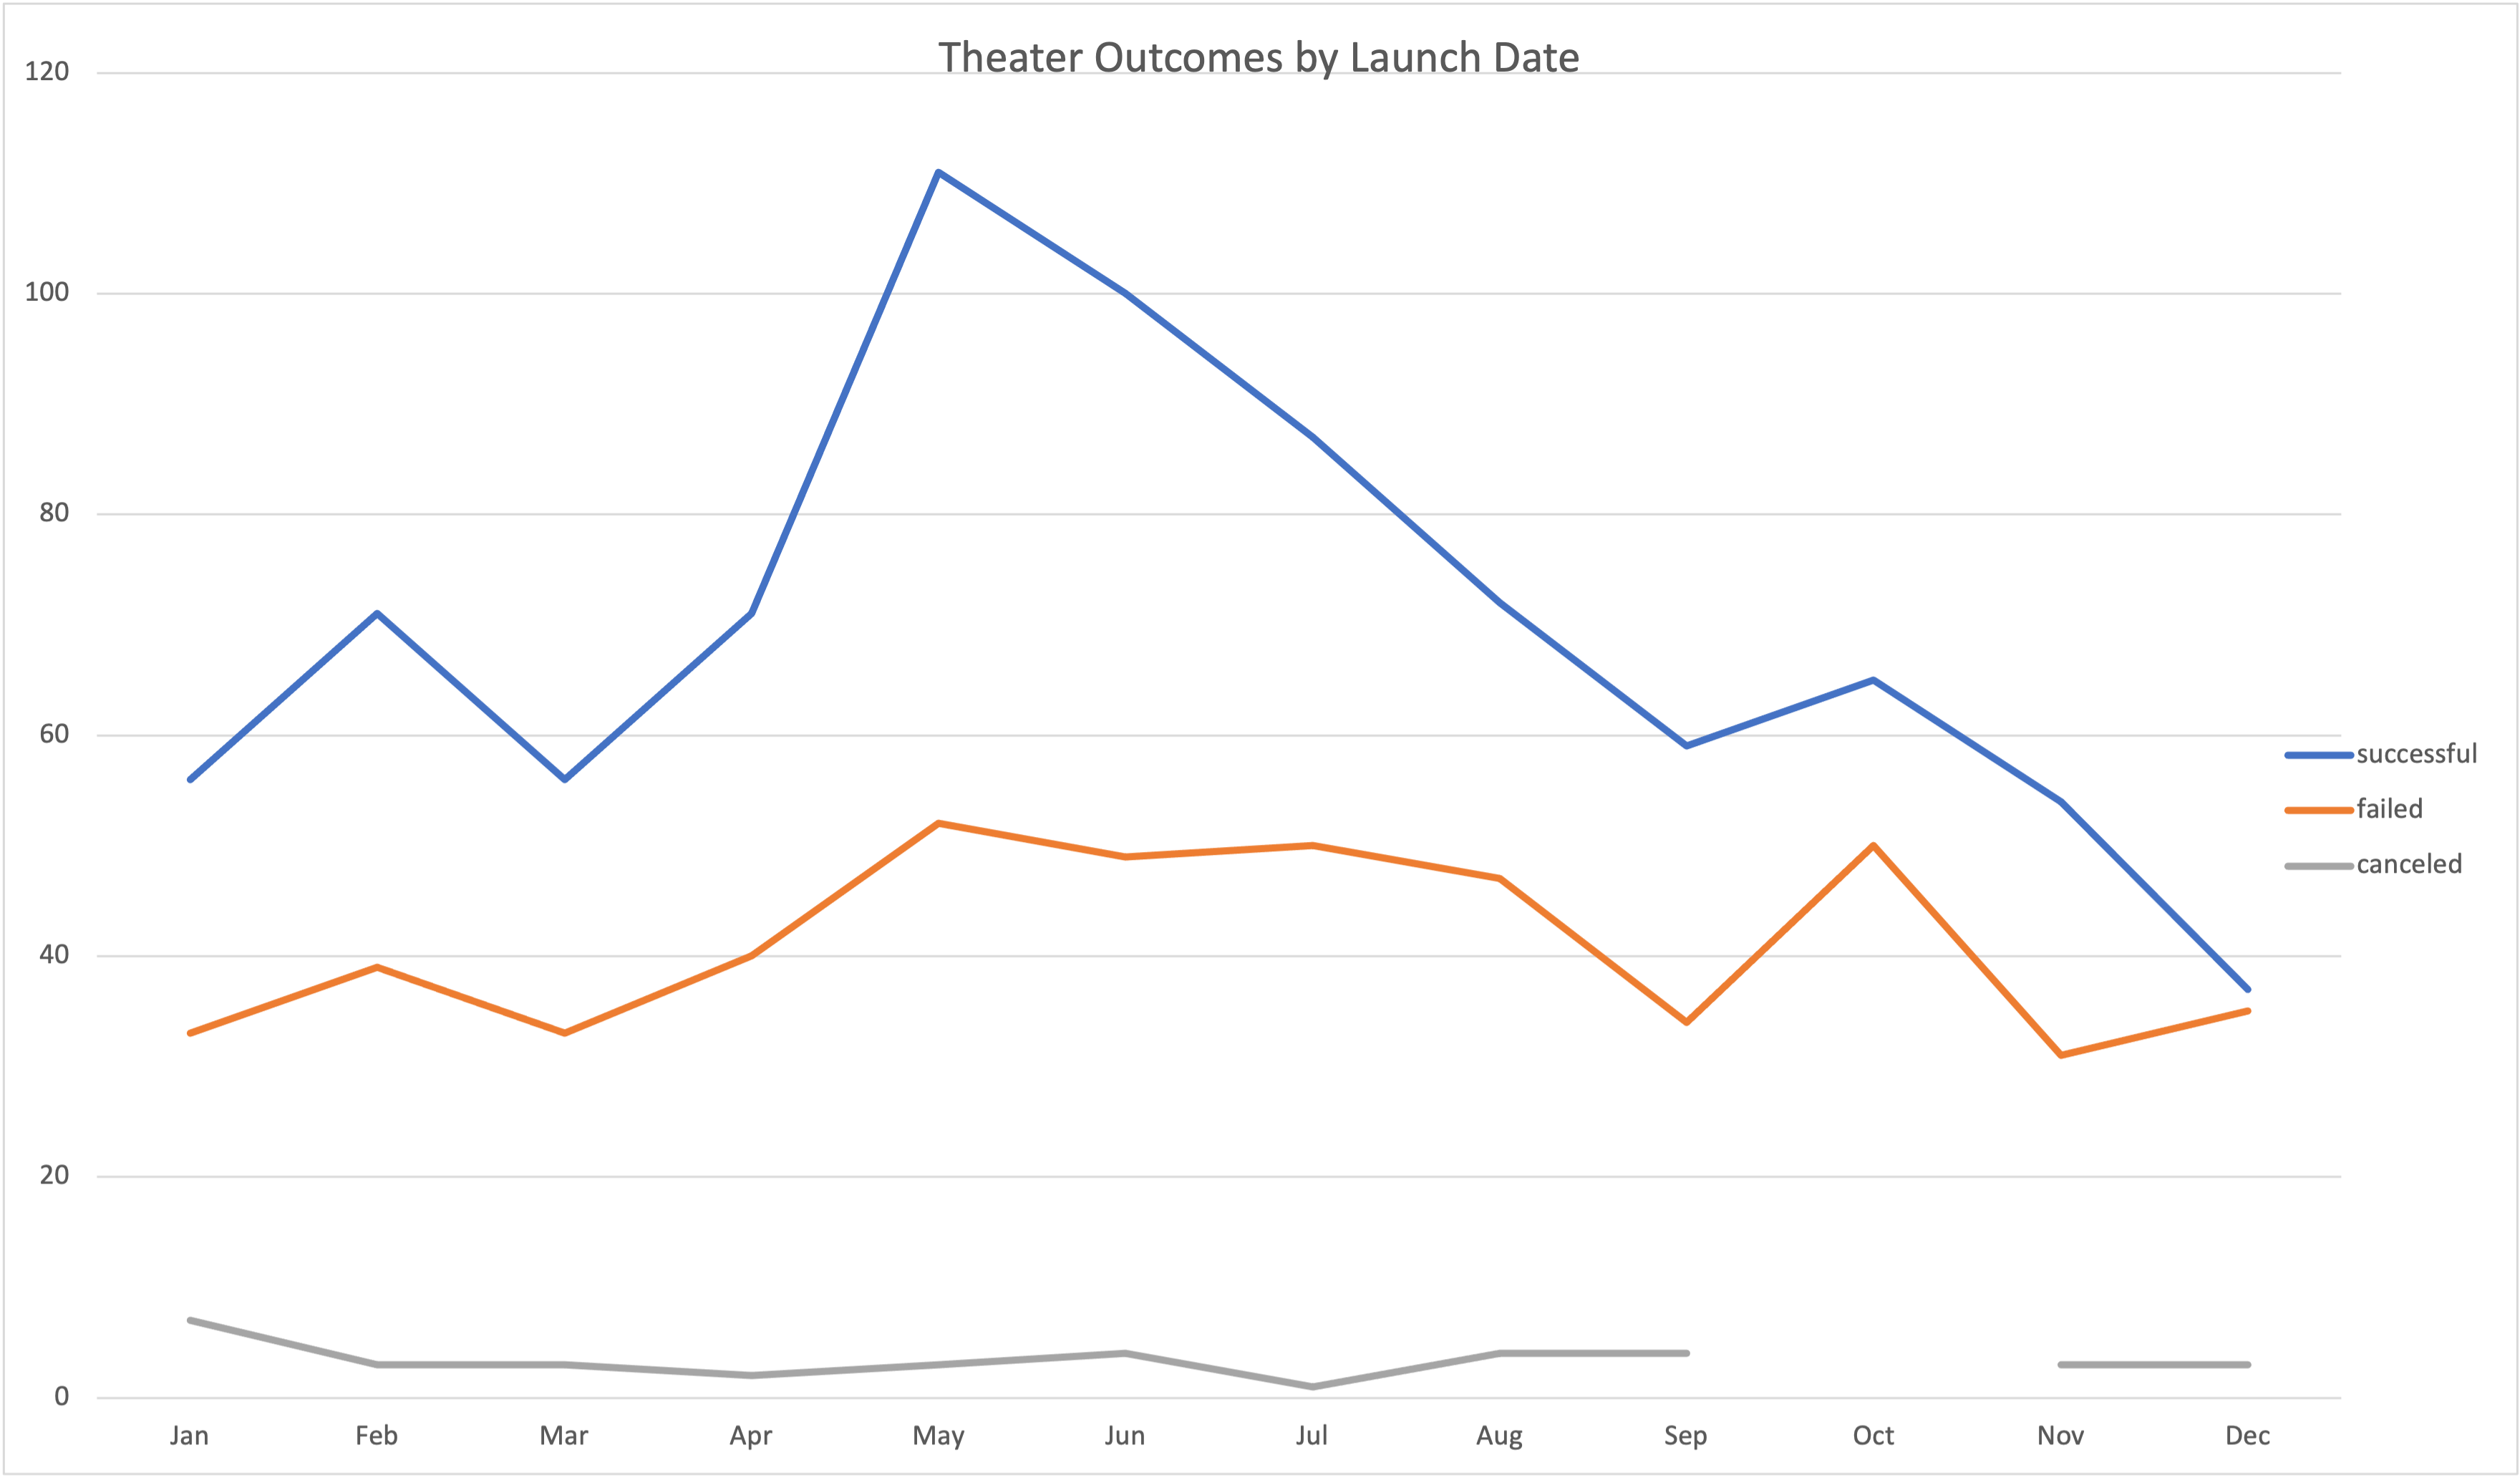 Theater Outcomes by Launch Date
120
100
80
60
40
20
0
Jan Feb Mar Apr May Jun Jul Aug Sep Oct Nov Dec
successful
failed
canceled